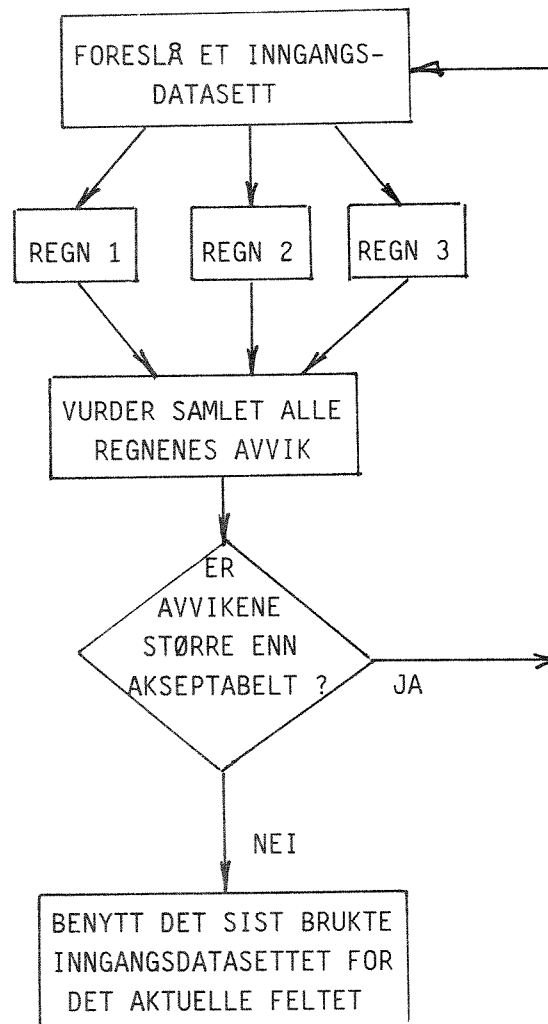 FORESLÅ ET INNGANGS-
DATASETT
REGN 1
REGN 2
REGN 3
VURDER SAMLET ALLE
REGNENES AVVIK
ER
AVVIKENE
STØRRE ENN
AKSEPTABELT ?
JA
NEI
BENYTT DET SIST BRUKTE
INNGANGSDATASETTET FOR
DET AKTUELLE FELTET